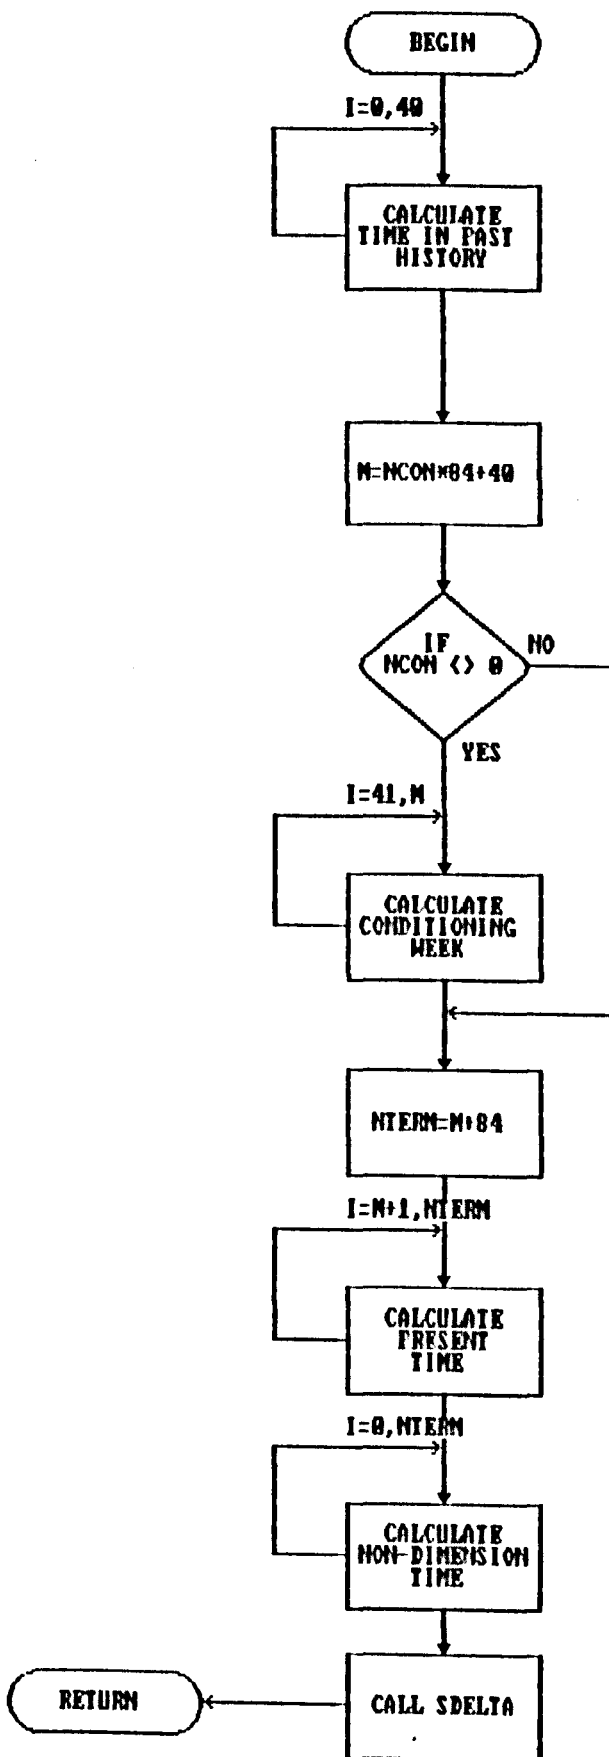 BEGIN
I=0,40
CALCULATE
TIME IN PAST
HISTORY
M=NCON*84+40
IF
NCON <> 0
NO
YES
I=41,M
CALCULATE
CONDITIONING
WEEK
NTERM=M+84
I=M+1,NTERM
CALCULATE
PRESENT
TIME
I=0,NTERM
CALCULATE
NON-DIMENSION
TIME
RETURN
CALL SDELTA